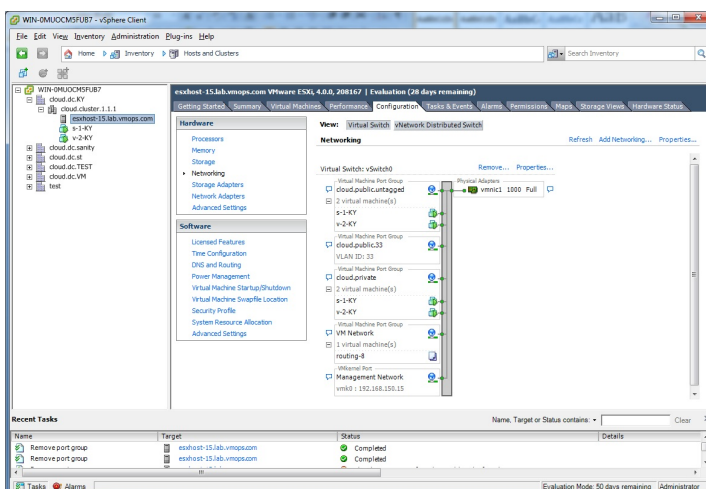 WIN-0MUOCM5FUB7 - vSphere Client
File Edit View Inventory Administration Plug-ins Help
Home Inventory Hosts and Clusters
Search Inventory
WIN-0MUOCM5FUB7
cloud.dc.KY
cloud.cluster.1.1.1
esxhost-15.lab.vmops.com
s-1-KY
v-2-KY
cloud.dc.sanity
cloud.dc.st
cloud.dc.TEST
cloud.dc.VM
test
esxhost-15.lab.vmops.com VMware ESXi, 4.0.0, 208167 | Evaluation (28 days remaining)
Getting Started Summary Virtual Machines Performance Configuration Tasks & Events Alarms Permissions Maps Storage Views Hardware Status
Hardware
Processors
Memory
Storage
Networking
Storage Adapters
Network Adapters
Advanced Settings
Software
Licensed Features
Time Configuration
DNS and Routing
Power Management
Virtual Machine Startup/Shutdown
Virtual Machine Swapfile Location
Security Profile
System Resource Allocation
Advanced Settings
View: Virtual Switch vNetwork Distributed Switch
Networking
Refresh Add Networking... Properties...
Virtual Switch: vSwitch0 Remove... Properties...
Virtual Machine Port Group
cloud.public.untagged
Physical Adapters
vmnic1 1000 Full
2 virtual machine(s)
s-1-KY
v-2-KY
Virtual Machine Port Group
cloud.public.33
VLAN ID: 33
Virtual Machine Port Group
cloud.private
2 virtual machine(s)
s-1-KY
v-2-KY
Virtual Machine Port Group
VM Network
1 virtual machine(s)
routing-8
VMkernel Port
Management Network
vmk0 : 192.168.150.15
Recent Tasks
Name, Target or Status contains:
Clear
Name Target Status Details
Remove port group esxhost-15.lab.vmops.com Completed
Remove port group esxhost-15.lab.vmops.com Completed
Tasks Alarms
Evaluation Mode: 50 days remaining Administrator